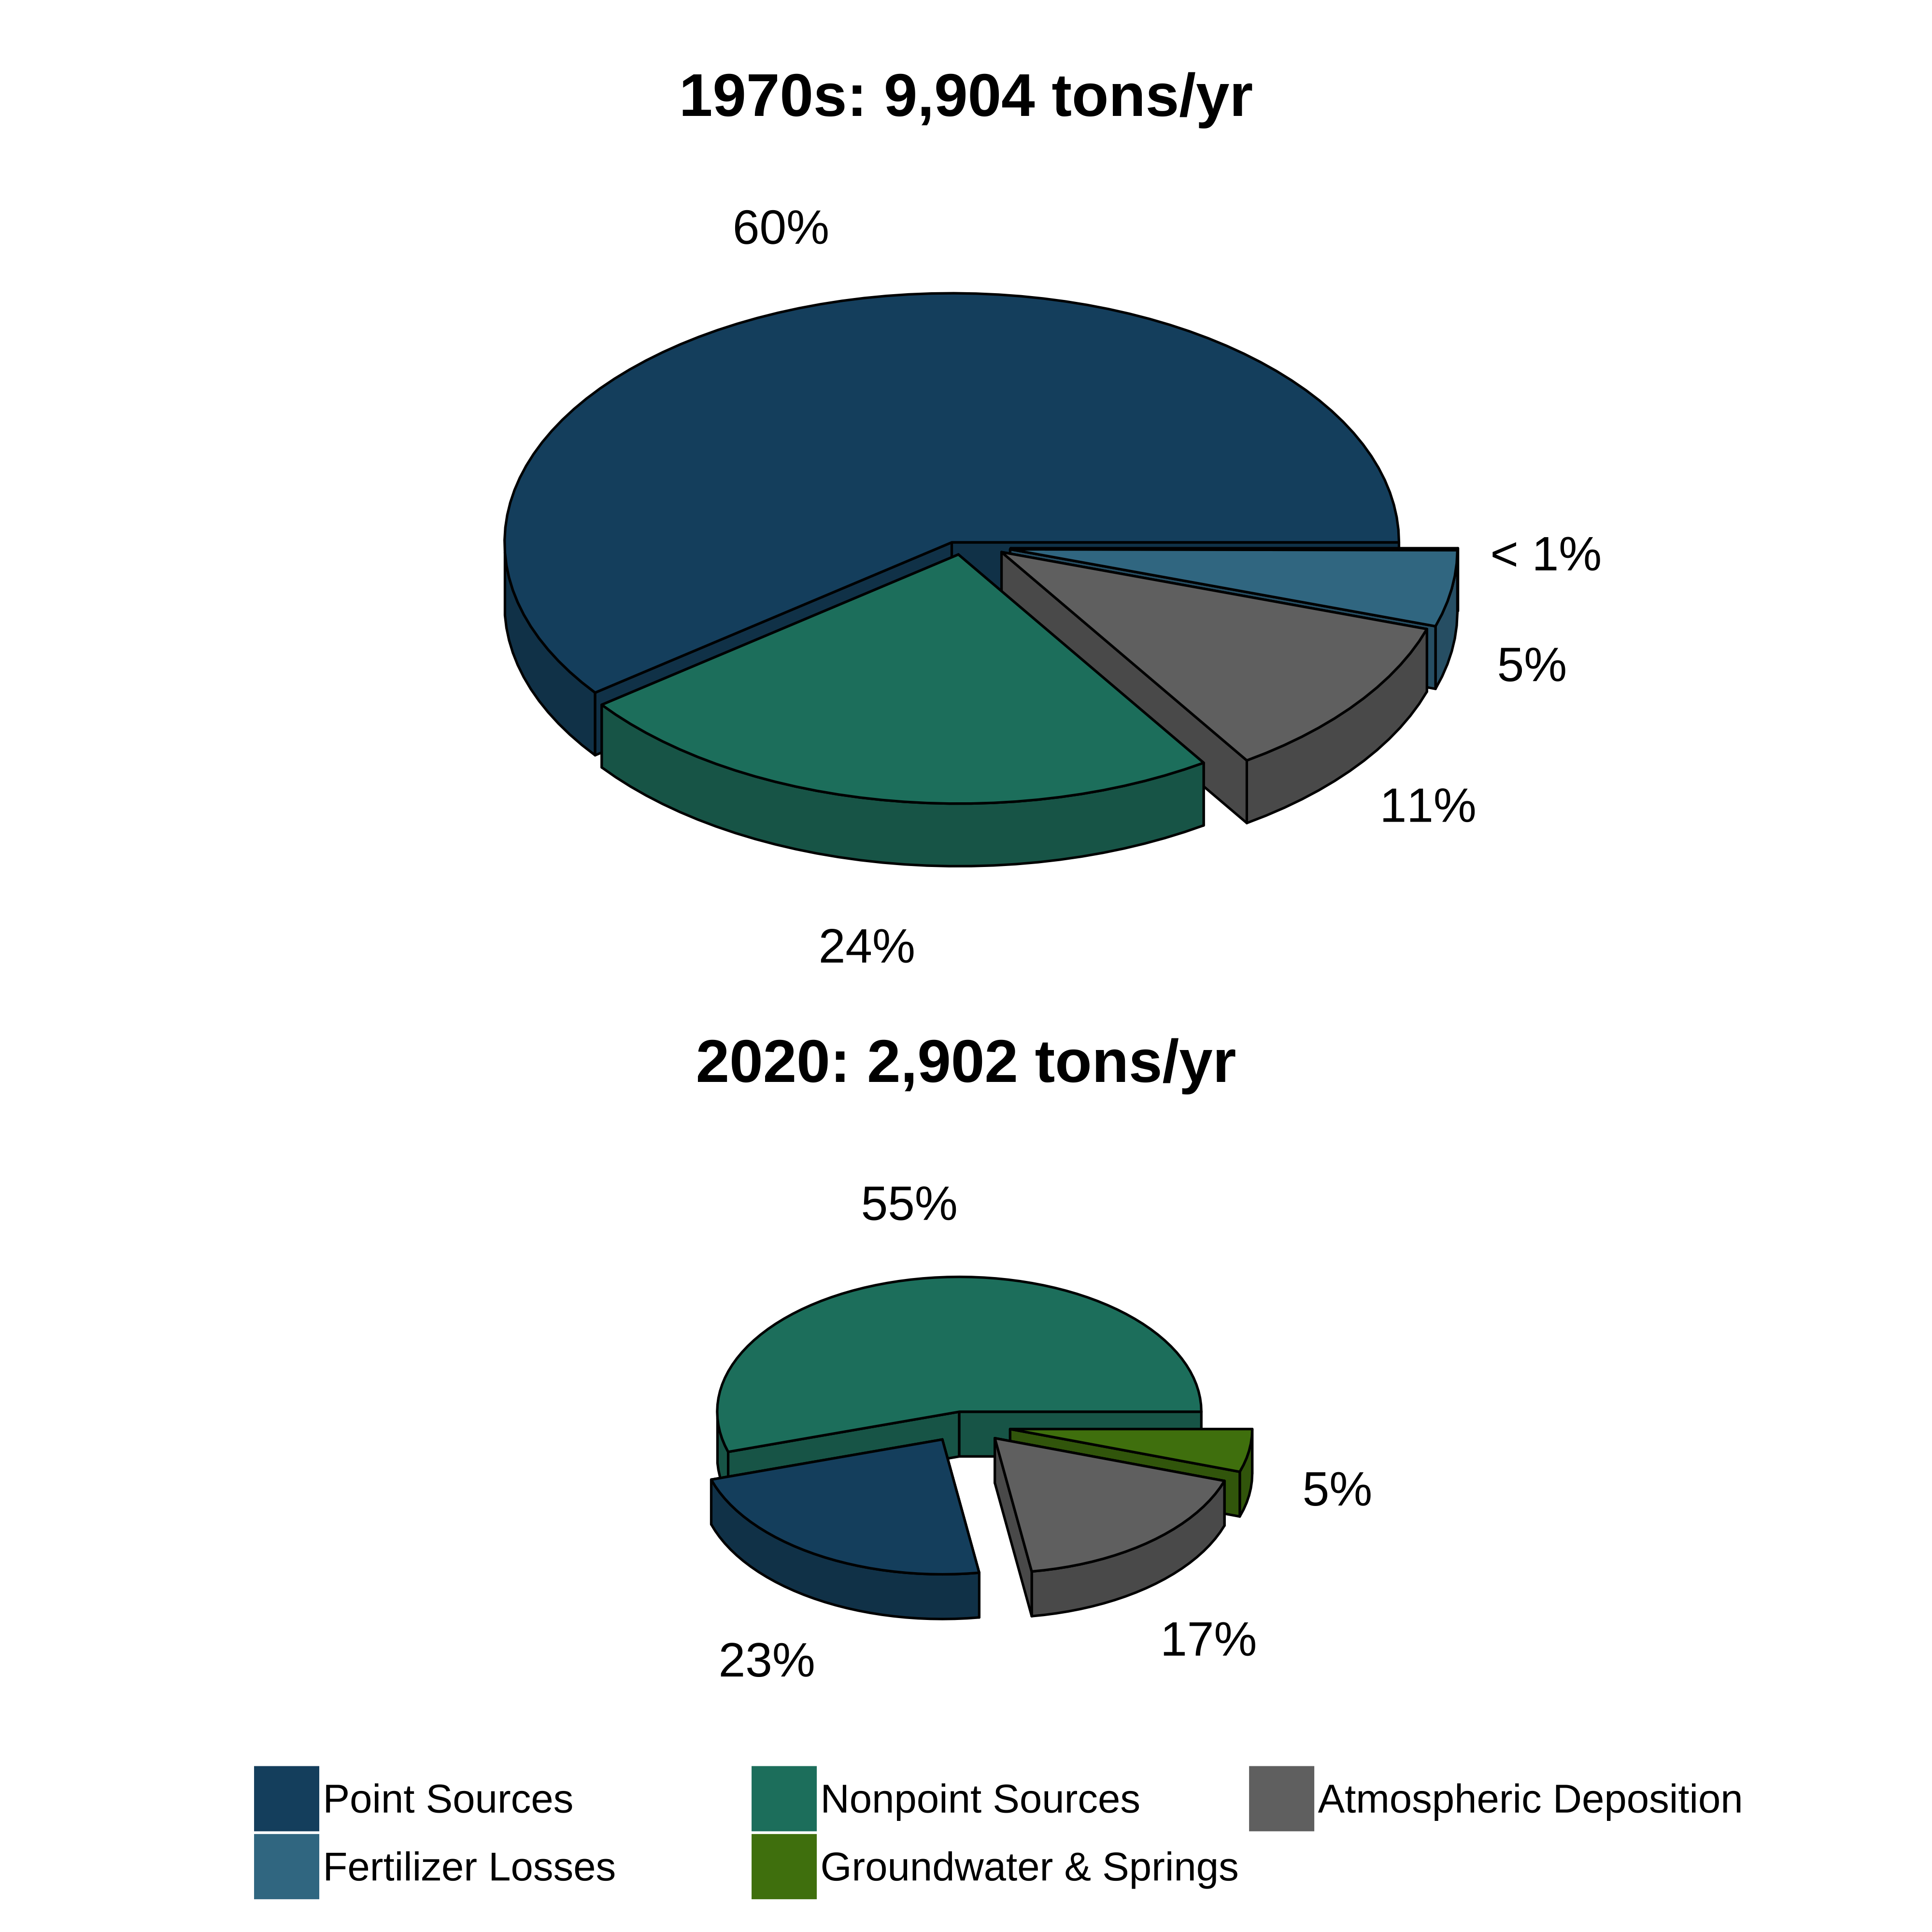 1970s: 9,904 tons/yr
60%
< 1%
5%
11%
24%
2020: 2,902 tons/yr
55%
5%
17%
23%
Point Sources
Nonpoint Sources
Atmospheric Deposition
Fertilizer Losses
Groundwater & Springs